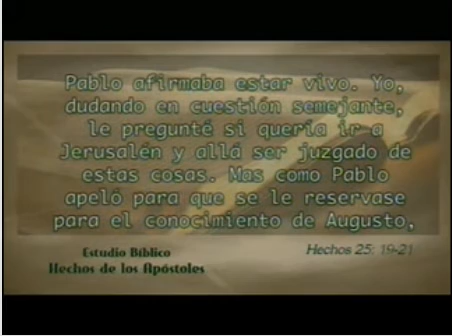 Pablo afirmaba estar vivo. Yo,
dudando en cuestión semejante,
le pregunté si quería ir a
Jerusalén y allá ser juzgado de
estas cosas. Mas como Pablo
apeló para que se le reservase
para el conocimiento de Augusto,
Hechos 25: 19-21
Estudio Bíblico
Hechos de los Apóstoles